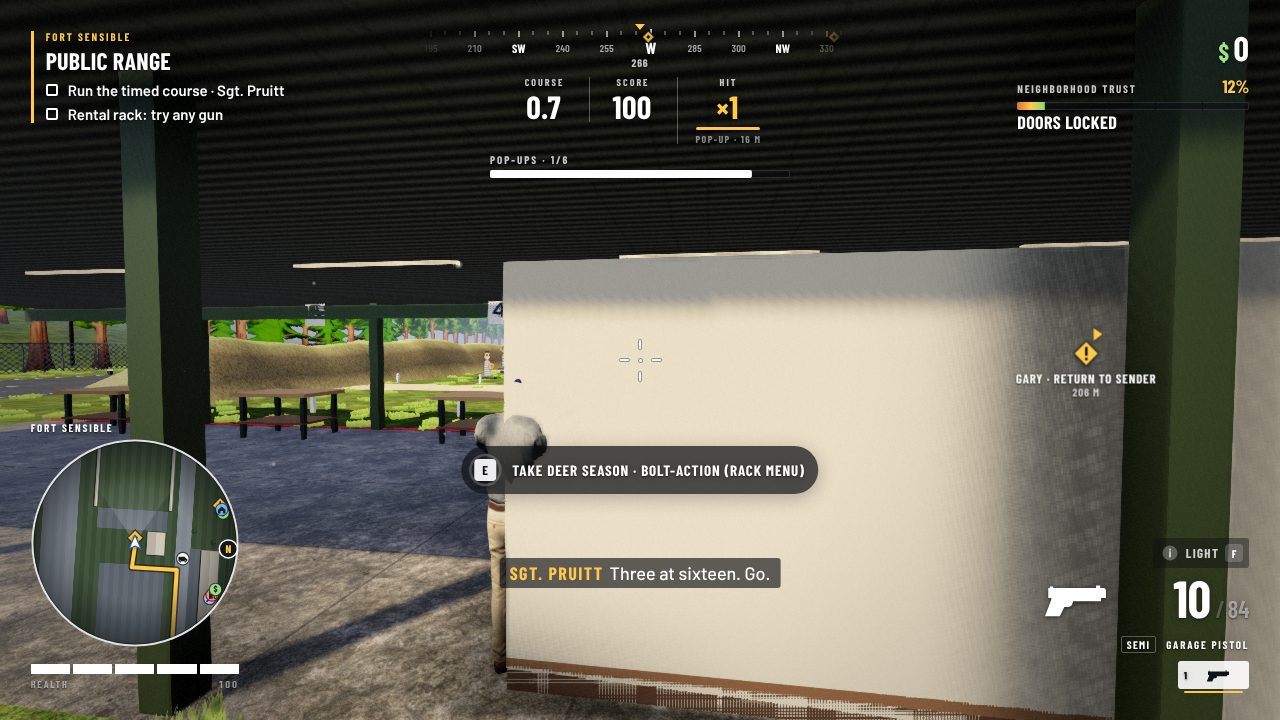 FORT SENSIBLE
PUBLIC RANGE
Run the timed course · Sgt. Pruitt
Rental rack: try any gun
195 210 SW 240 255 W 285 300 NW 330
266
COURSE SCORE HIT
0.7 100 ×1
POP-UP · 16 M
POP-UPS · 1/6
$0
NEIGHBORHOOD TRUST 12%
DOORS LOCKED
4
GARY · RETURN TO SENDER
206 M
E TAKE DEER SEASON · BOLT-ACTION (RACK MENU)
SGT. PRUITT Three at sixteen. Go.
FORT SENSIBLE
N
$
HEALTH 100
LIGHT F
10 / 84
SEMI GARAGE PISTOL
1